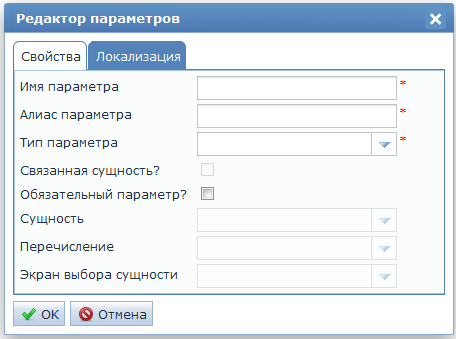 Редактор параметров
Свойства Локализация
Имя параметра *
Алиас параметра *
Тип параметра *
Связанная сущность?
Обязательный параметр?
Сущность
Перечисление
Экран выбора сущности
OK Отмена